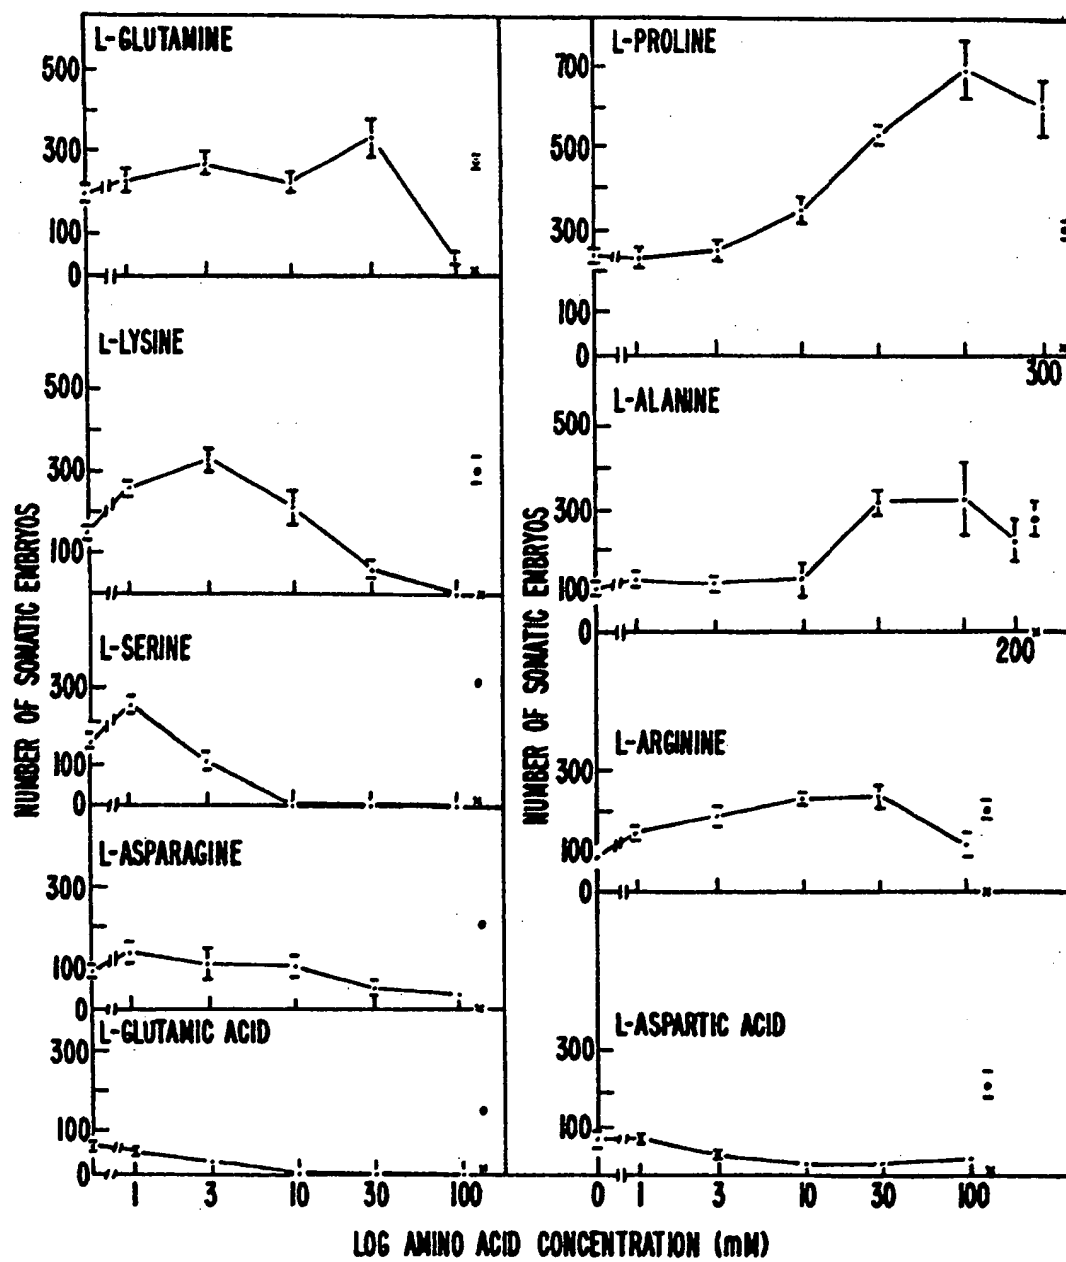 L-GLUTAMINE
500
300
100
0
L-LYSINE
500
300
100
L-SERINE
300
100
0
L-ASPARAGINE
300
100
0
L-GLUTAMIC ACID
300
100
0
1 3 10 30 100
NUMBER OF SOMATIC EMBRYOS
L-PROLINE
700
500
300
100
0
300
L-ALANINE
500
300
100
0
200
L-ARGININE
300
100
0
L-ASPARTIC ACID
300
100
0
0 1 3 10 30 100
NUMBER OF SOMATIC EMBRYOS
LOG AMINO ACID CONCENTRATION (mM)